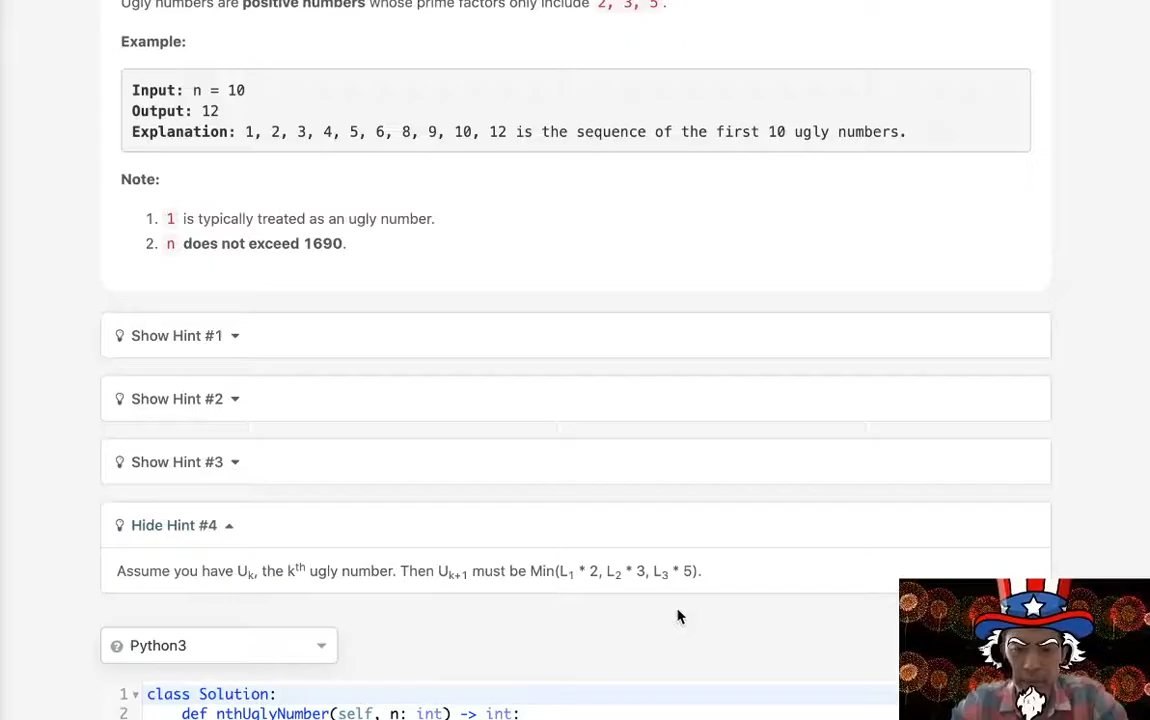 Ugly numbers are positive numbers whose prime factors only include 2, 3, 5.
Example:
Input: n = 10
Output: 12
Explanation: 1, 2, 3, 4, 5, 6, 8, 9, 10, 12 is the sequence of the first 10 ugly numbers.
Note:
1. 1 is typically treated as an ugly number.
2. n does not exceed 1690.
Show Hint #1
Show Hint #2
Show Hint #3
Hide Hint #4
Assume you have Uk, the kth ugly number. Then Uk+1 must be Min(L1 * 2, L2 * 3, L3 * 5).
Python3
1 class Solution:
2 def nthUglyNumber(self, n: int) -> int: